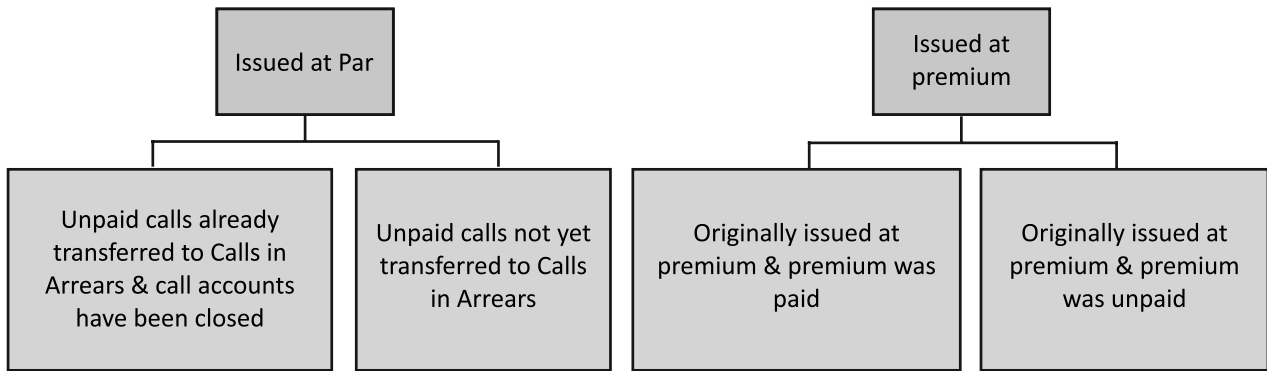 Issued at Par
Issued at
premium
Unpaid calls already
transferred to Calls in
Arrears & call accounts
have been closed
Unpaid calls not yet
transferred to Calls
in Arrears
Originally issued at
premium & premium was
paid
Originally issued at
premium & premium
was unpaid